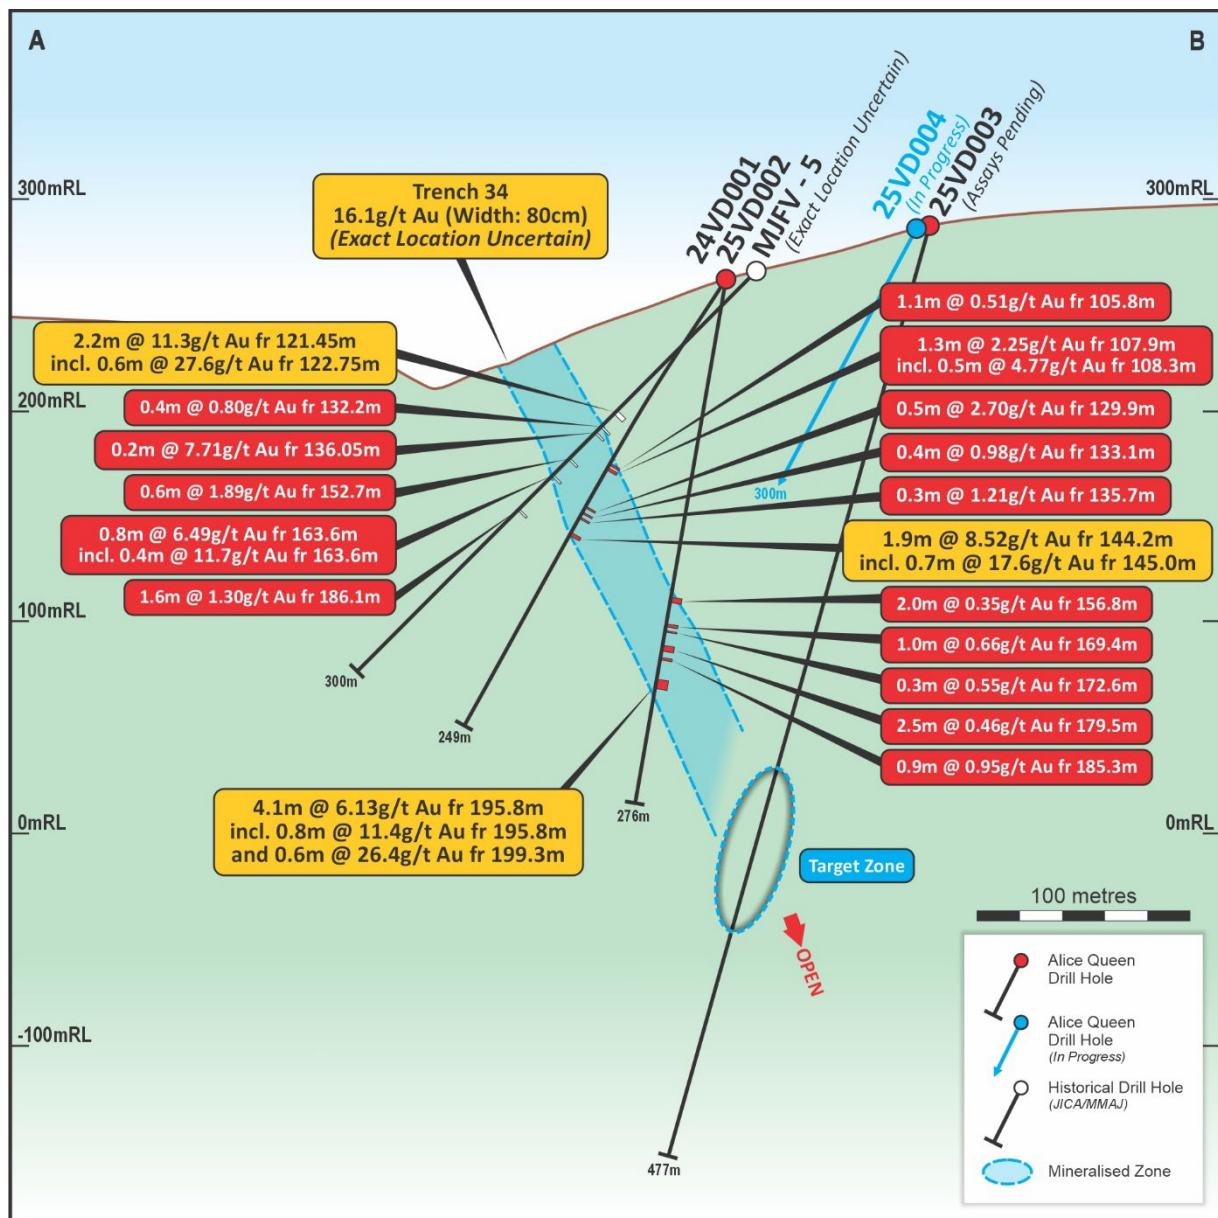 A
B
300mRL
300mRL
Trench 34
16.1g/t Au (Width: 80cm)
(Exact Location Uncertain)
24VD001
25VD002
MJFV - 5
(Exact Location Uncertain)
25VD004
(In Progress)
25VD003
(Assays Pending)
2.2m @ 11.3g/t Au fr 121.45m
incl. 0.6m @ 27.6g/t Au fr 122.75m
200mRL
0.4m @ 0.80g/t Au fr 132.2m
0.2m @ 7.71g/t Au fr 136.05m
0.6m @ 1.89g/t Au fr 152.7m
0.8m @ 6.49g/t Au fr 163.6m
incl. 0.4m @ 11.7g/t Au fr 163.6m
1.6m @ 1.30g/t Au fr 186.1m
100mRL
1.1m @ 0.51g/t Au fr 105.8m
1.3m @ 2.25g/t Au fr 107.9m
incl. 0.5m @ 4.77g/t Au fr 108.3m
0.5m @ 2.70g/t Au fr 129.9m
0.4m @ 0.98g/t Au fr 133.1m
0.3m @ 1.21g/t Au fr 135.7m
1.9m @ 8.52g/t Au fr 144.2m
incl. 0.7m @ 17.6g/t Au fr 145.0m
2.0m @ 0.35g/t Au fr 156.8m
1.0m @ 0.66g/t Au fr 169.4m
0.3m @ 0.55g/t Au fr 172.6m
2.5m @ 0.46g/t Au fr 179.5m
0.9m @ 0.95g/t Au fr 185.3m
300m
300m
249m
276m
4.1m @ 6.13g/t Au fr 195.8m
incl. 0.8m @ 11.4g/t Au fr 195.8m
and 0.6m @ 26.4g/t Au fr 199.3m
0mRL
0mRL
Target Zone
OPEN
-100mRL
477m
100 metres
Alice Queen
Drill Hole
Alice Queen
Drill Hole
(In Progress)
Historical Drill Hole
(JICA/MMAJ)
Mineralised Zone